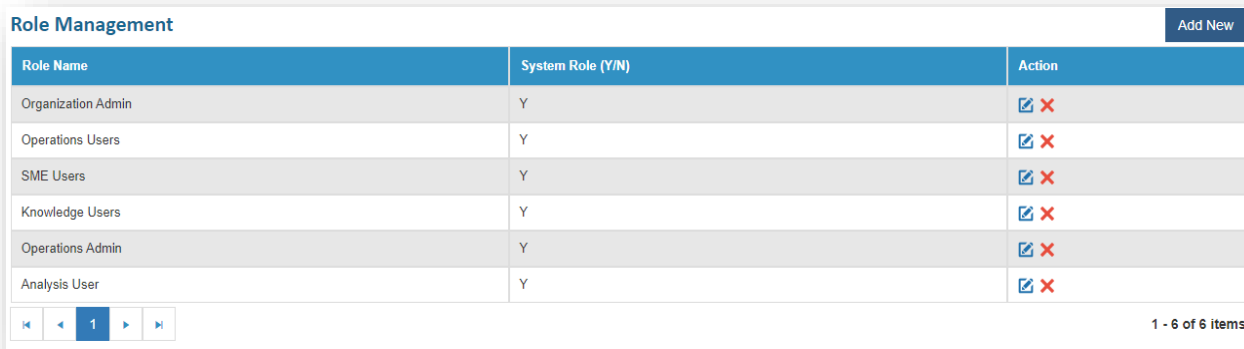 Role Management
Add New
Role Name System Role (Y/N) Action
Organization Admin Y
Operations Users Y
SME Users Y
Knowledge Users Y
Operations Admin Y
Analysis User Y
1
1 - 6 of 6 items